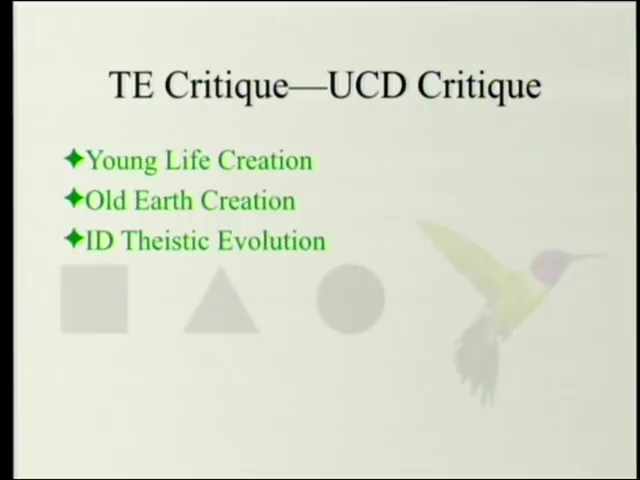 TE Critique—UCD Critique
Young Life Creation
Old Earth Creation
ID Theistic Evolution